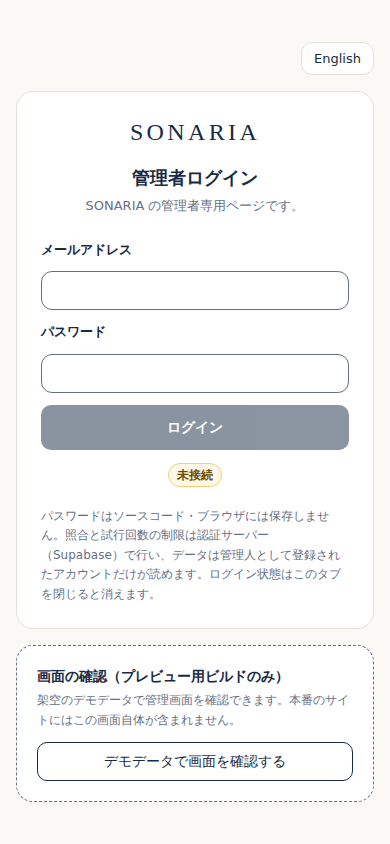 English
SONARIA
管理者ログイン
SONARIA の管理者専用ページです。
メールアドレス
パスワード
ログイン
未接続
パスワードはソースコード・ブラウザには保存しませ
ん。照合と試行回数の制限は認証サーバー
（Supabase）で行い、データは管理人として登録され
たアカウントだけが読めます。ログイン状態はこのタブ
を閉じると消えます。
画面の確認（プレビュービルドのみ）
架空のデモデータで管理画面を確認できます。本番のサイ
トにはこの画面自体が含まれません。
デモデータで画面を確認する